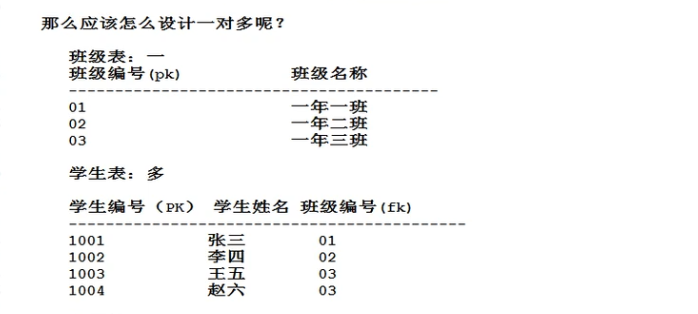 那么应该怎么设计一对多呢？
班级表：一
班级编号(pk) 班级名称
----------------------------------------
01 一年一班
02 一年二班
03 一年三班
学生表：多
学生编号（PK） 学生姓名 班级编号(fk)
-------------------------------------------
1001 张三 01
1002 李四 02
1003 王五 03
1004 赵六 03